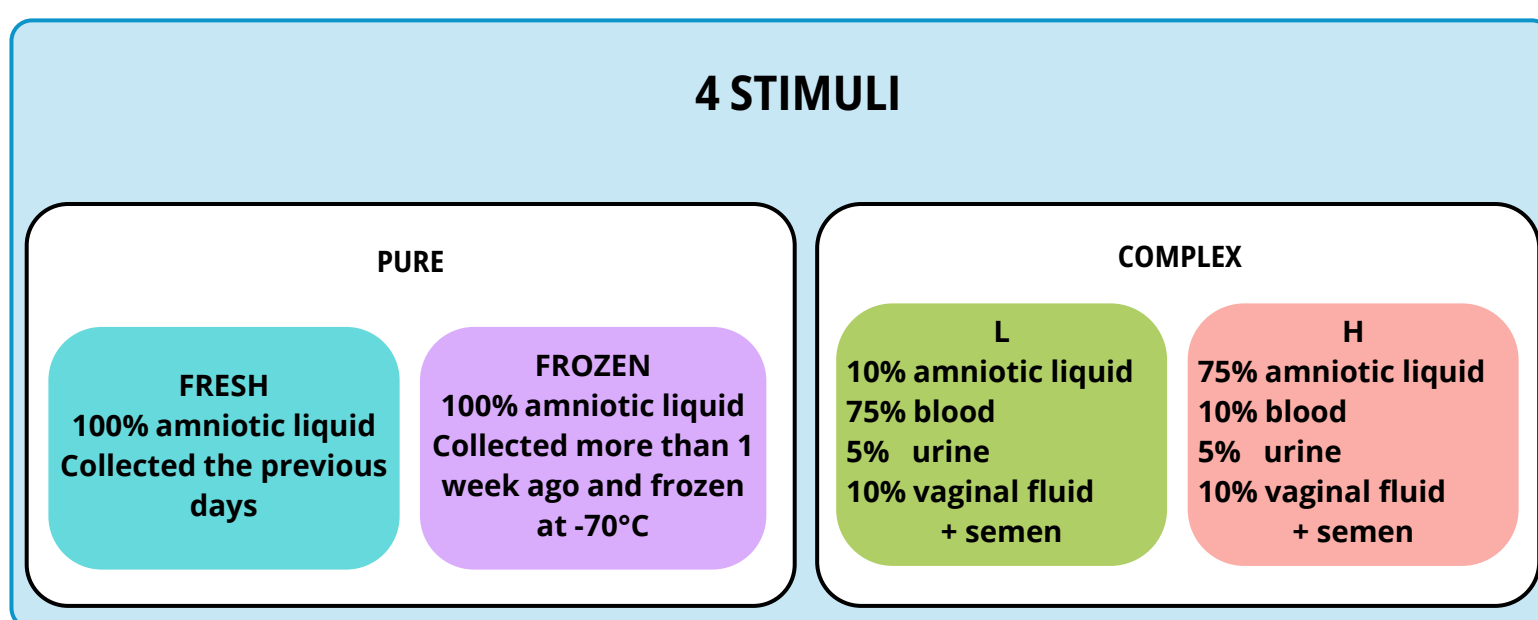 4 STIMULI
PURE
FRESH
100% amniotic liquid
Collected the previous
days
FROZEN
100% amniotic liquid
Collected more than 1
week ago and frozen
at -70°C
COMPLEX
L
10% amniotic liquid
75% blood
5% urine
10% vaginal fluid
+ semen
H
75% amniotic liquid
10% blood
5% urine
10% vaginal fluid
+ semen